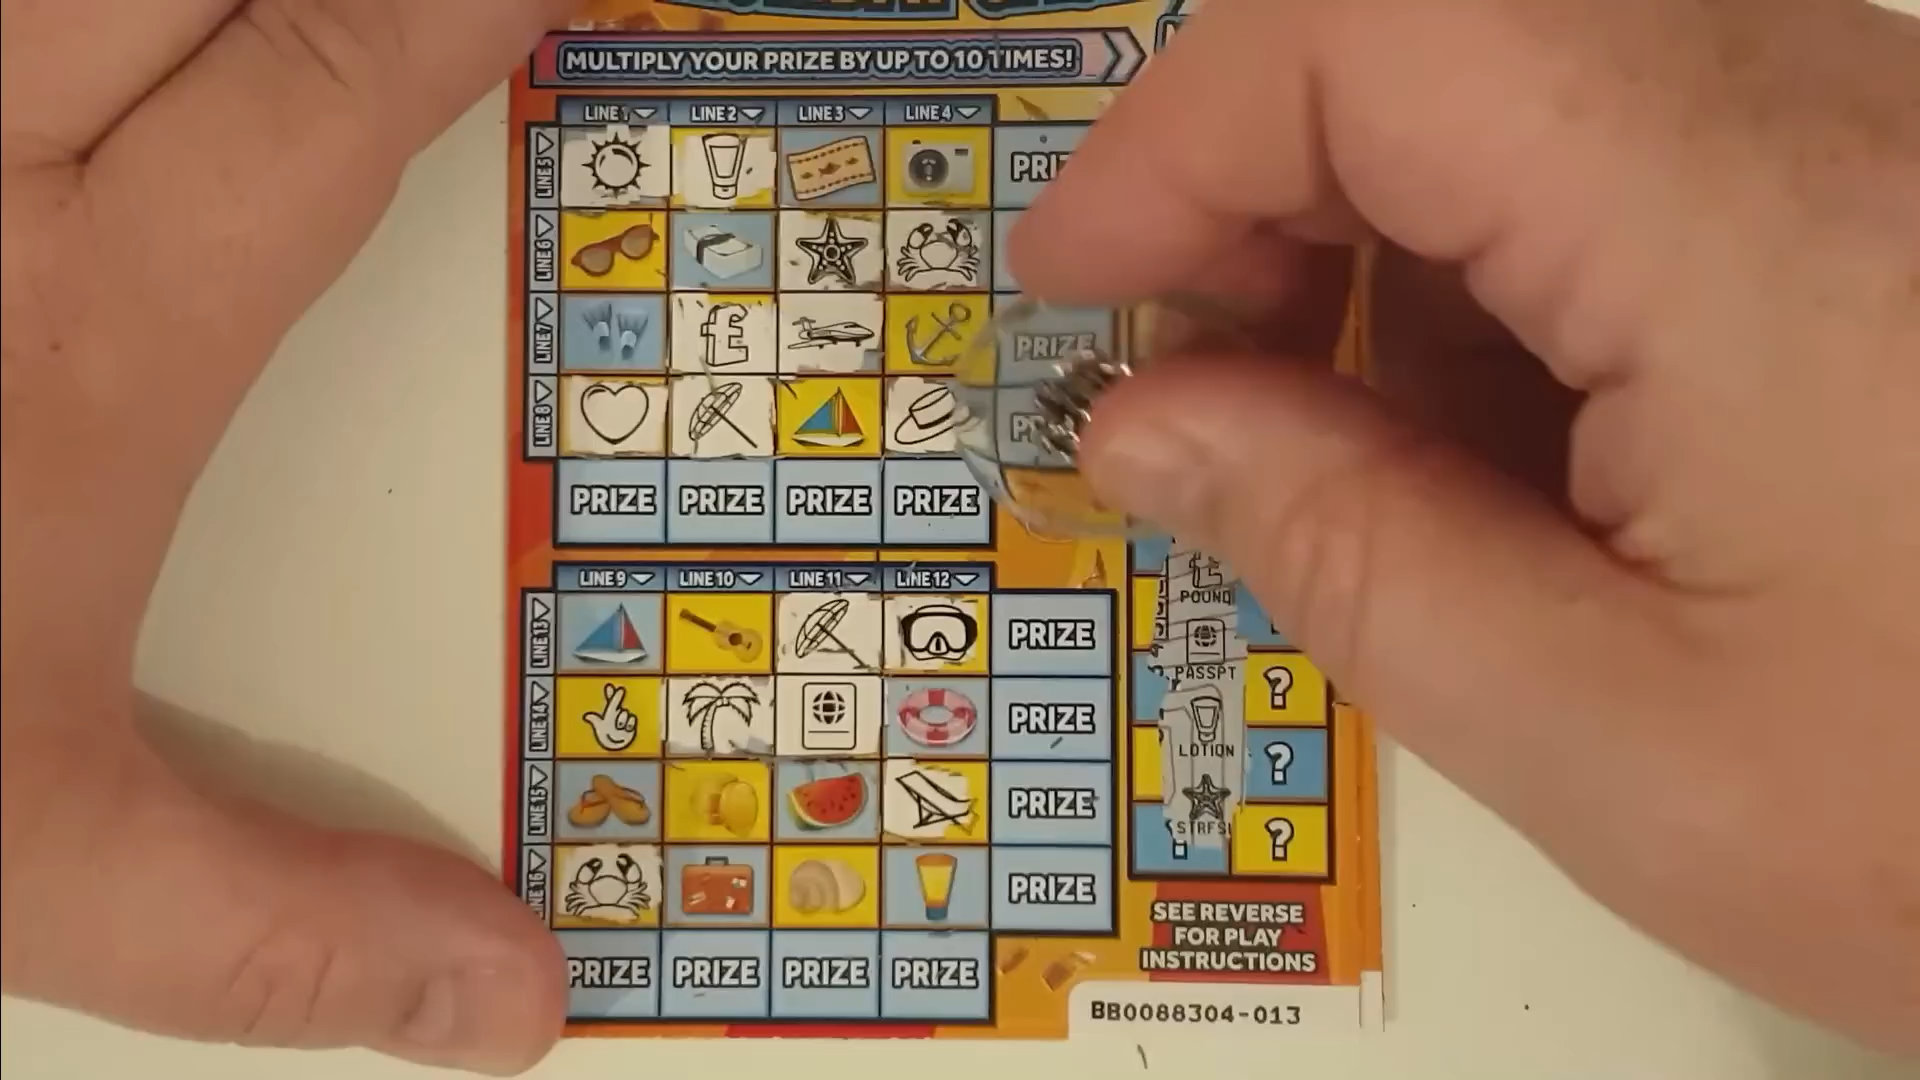 MULTIPLY YOUR PRIZE BY UP TO 10 TIMES!
LINE 1 LINE 2 LINE 3 LINE 4
LINE 5
LINE 6
LINE 7
PRIZE
LINE 8
PRIZE PRIZE PRIZE PRIZE
LINE 9 LINE 10 LINE 11 LINE 12
LINE 13
PRIZE
LINE 14
PRIZE
LINE 15
PRIZE
LINE 16
PRIZE
PRIZE PRIZE PRIZE PRIZE
£
£
POUND
PASSPT
?
LOTION
?
STRFS
? ?
SEE REVERSE
FOR PLAY
INSTRUCTIONS
BB0088304-013